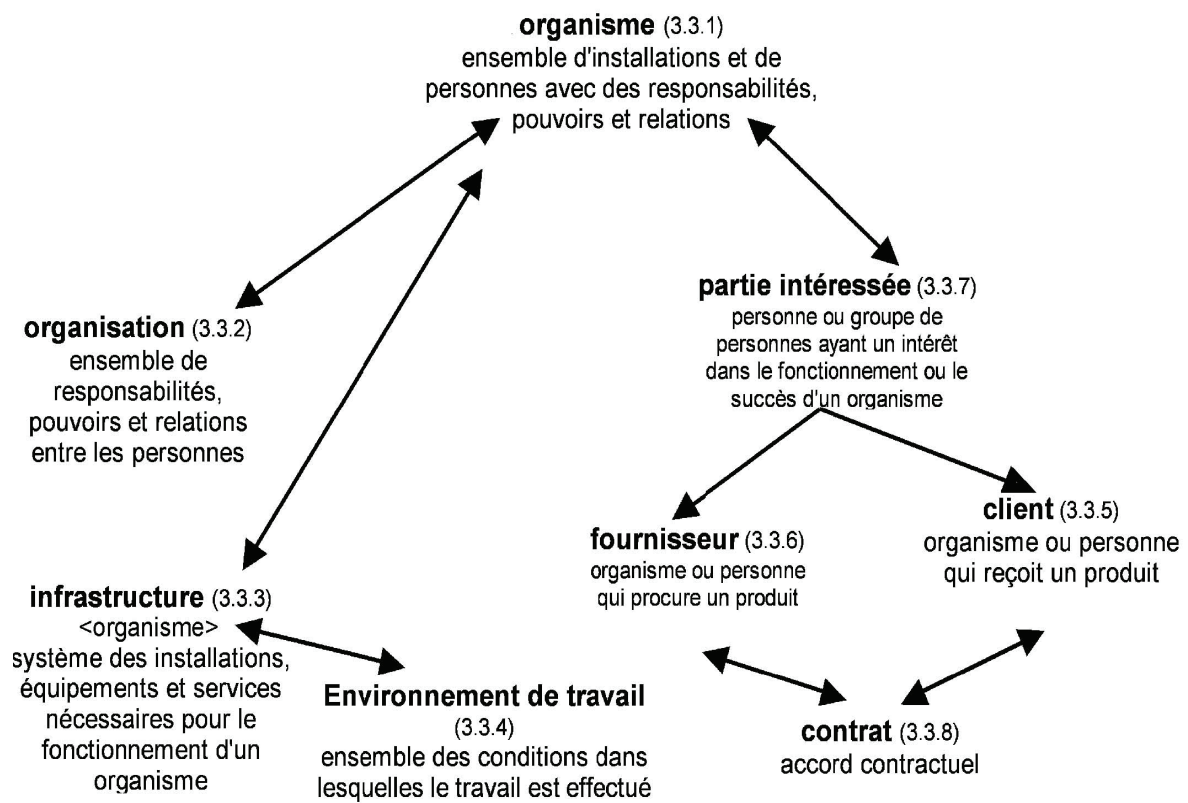 organisme (3.3.1)
ensemble d'installations et de
personnes avec des responsabilités,
pouvoirs et relations
organisation (3.3.2)
ensemble de
responsabilités,
pouvoirs et relations
entre les personnes
partie intéressée (3.3.7)
personne ou groupe de
personnes ayant un intérêt
dans le fonctionnement ou le
succès d'un organisme
infrastructure (3.3.3)
<organisme>
système des installations,
équipements et services
nécessaires pour le
fonctionnement d'un
organisme
Environnement de travail
(3.3.4)
ensemble des conditions dans
lesquelles le travail est effectué
fournisseur (3.3.6)
organisme ou personne
qui procure un produit
client (3.3.5)
organisme ou personne
qui reçoit un produit
contrat (3.3.8)
accord contractuel